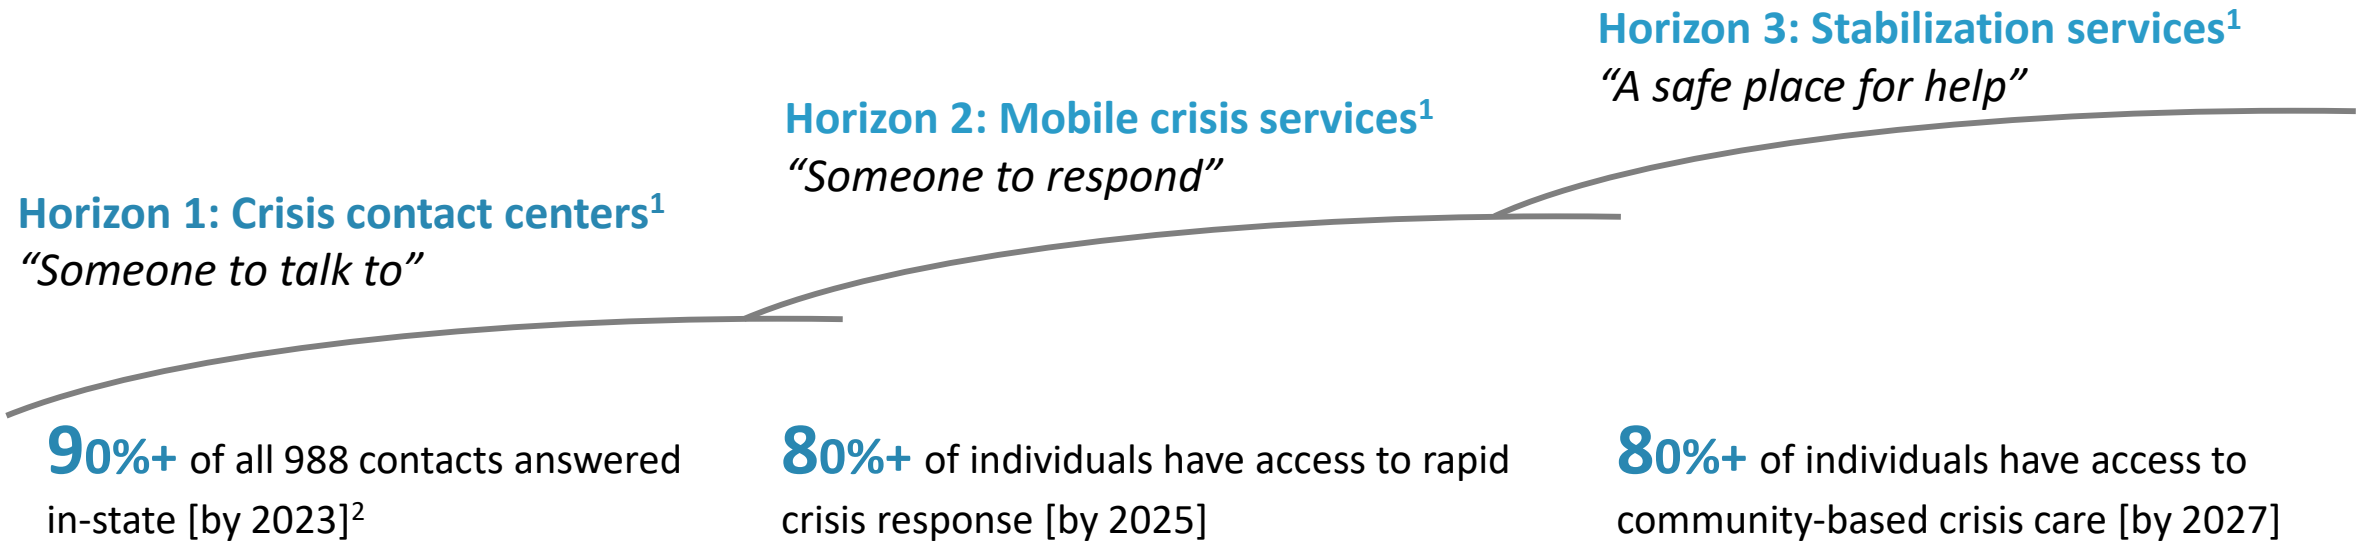 Horizon 1: Crisis contact centers¹
“Someone to talk to”
90%+ of all 988 contacts answered
in-state [by 2023]²
Horizon 2: Mobile crisis services¹
“Someone to respond”
80%+ of individuals have access to rapid
crisis response [by 2025]
Horizon 3: Stabilization services¹
“A safe place for help”
80%+ of individuals have access to
community-based crisis care [by 2027]